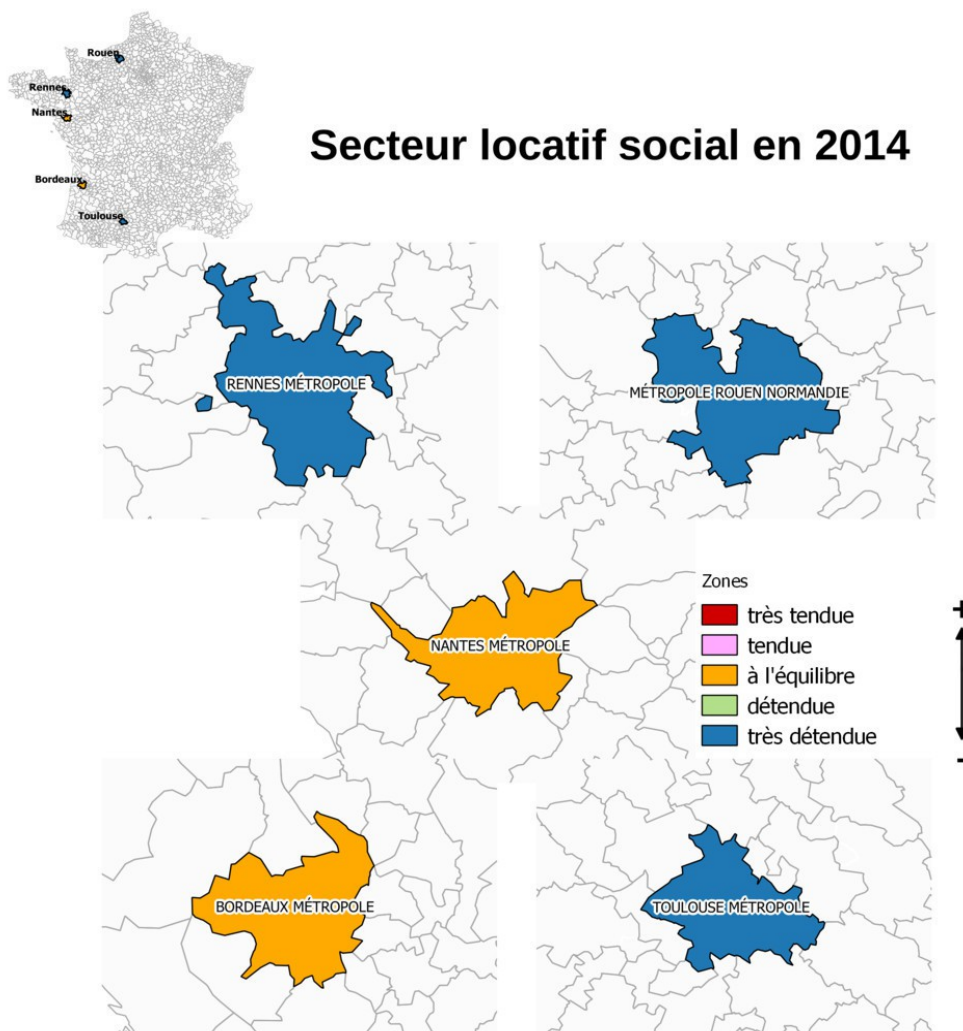 Rouen
Rennes
Nantes
Bordeaux
Toulouse
Secteur locatif social en 2014
RENNES MÉTROPOLE
MÉTROPOLE ROUEN NORMANDIE
NANTES MÉTROPOLE
Zones
très tendue
tendue
à l'équilibre
détendue
très détendue
+
-
BORDEAUX MÉTROPOLE
TOULOUSE MÉTROPOLE